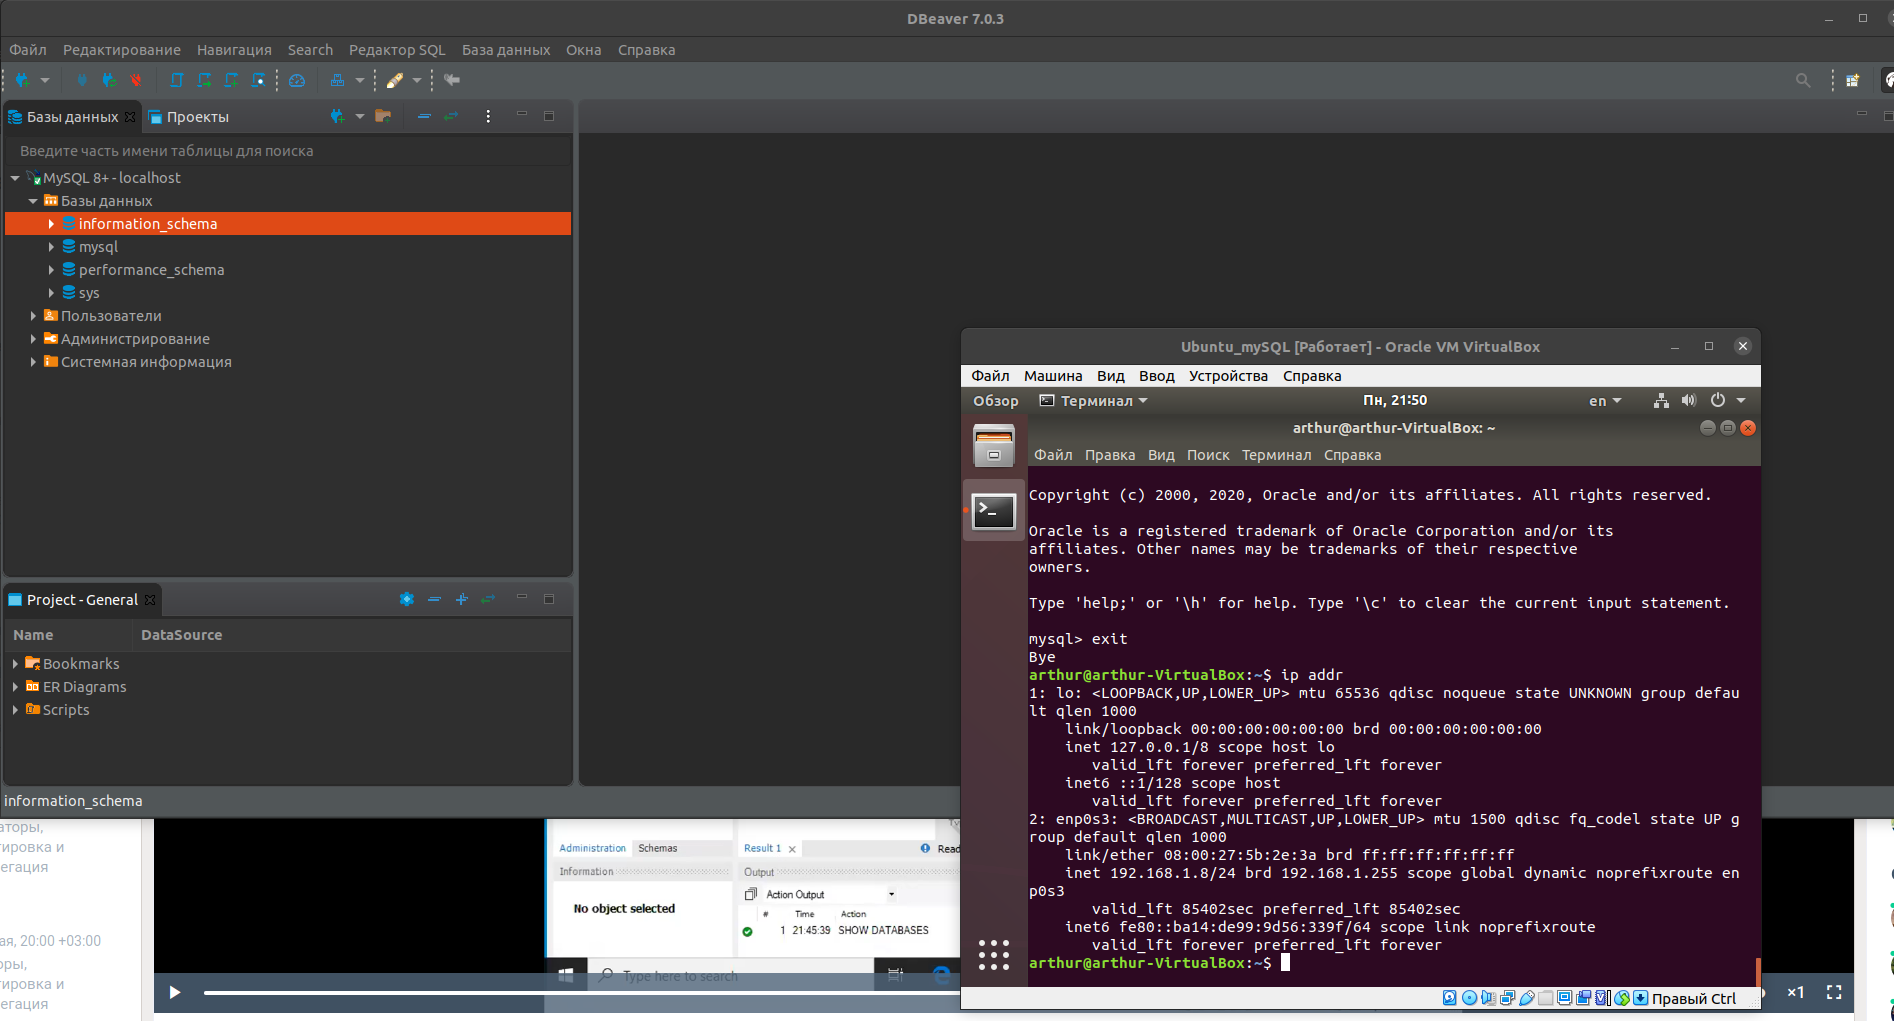 DBeaver 7.0.3
Файл Редактирование Навигация Search Редактор SQL База данных Окна Справка
Базы данных Проекты
Введите часть имени таблицы для поиска
MySQL 8+ - localhost
Базы данных
information_schema
mysql
performance_schema
sys
Пользователи
Администрирование
Системная информация
Project - General
Name DataSource
Bookmarks
ER Diagrams
Scripts
information_schema
Ubuntu_mySQL [Работает] - Oracle VM VirtualBox
Файл Машина Вид Ввод Устройства Справка
Обзор Терминал Пн, 21:50 en
arthur@arthur-VirtualBox: ~
Файл Правка Вид Поиск Терминал Справка
Copyright (c) 2000, 2020, Oracle and/or its affiliates. All rights reserved.
Oracle is a registered trademark of Oracle Corporation and/or its
affiliates. Other names may be trademarks of their respective
owners.
Type 'help;' or '\h' for help. Type '\c' to clear the current input statement.
mysql> exit
Bye
arthur@arthur-VirtualBox:~$ ip addr
1: lo: <LOOPBACK,UP,LOWER_UP> mtu 65536 qdisc noqueue state UNKNOWN group defau
lt qlen 1000
link/loopback 00:00:00:00:00:00 brd 00:00:00:00:00:00
inet 127.0.0.1/8 scope host lo
valid_lft forever preferred_lft forever
inet6 ::1/128 scope host
valid_lft forever preferred_lft forever
2: enp0s3: <BROADCAST,MULTICAST,UP,LOWER_UP> mtu 1500 qdisc fq_codel state UP g
roup default qlen 1000
link/ether 08:00:27:5b:2e:3a brd ff:ff:ff:ff:ff:ff
inet 192.168.1.8/24 brd 192.168.1.255 scope global dynamic noprefixroute en
p0s3
valid_lft 85402sec preferred_lft 85402sec
inet6 fe80::ba14:de99:9d56:339f/64 scope link noprefixroute
valid_lft forever preferred_lft forever
arthur@arthur-VirtualBox:~$
Правый Ctrl
аторы,
тировка и
егация
ая, 20:00 +03:00
оры,
тировка и
егация
Administration Schemas Result 1 Read
Information Output
Action Output
No object selected
# Time Action
1 21:45:39 SHOW DATABASES
Type here to search
×1